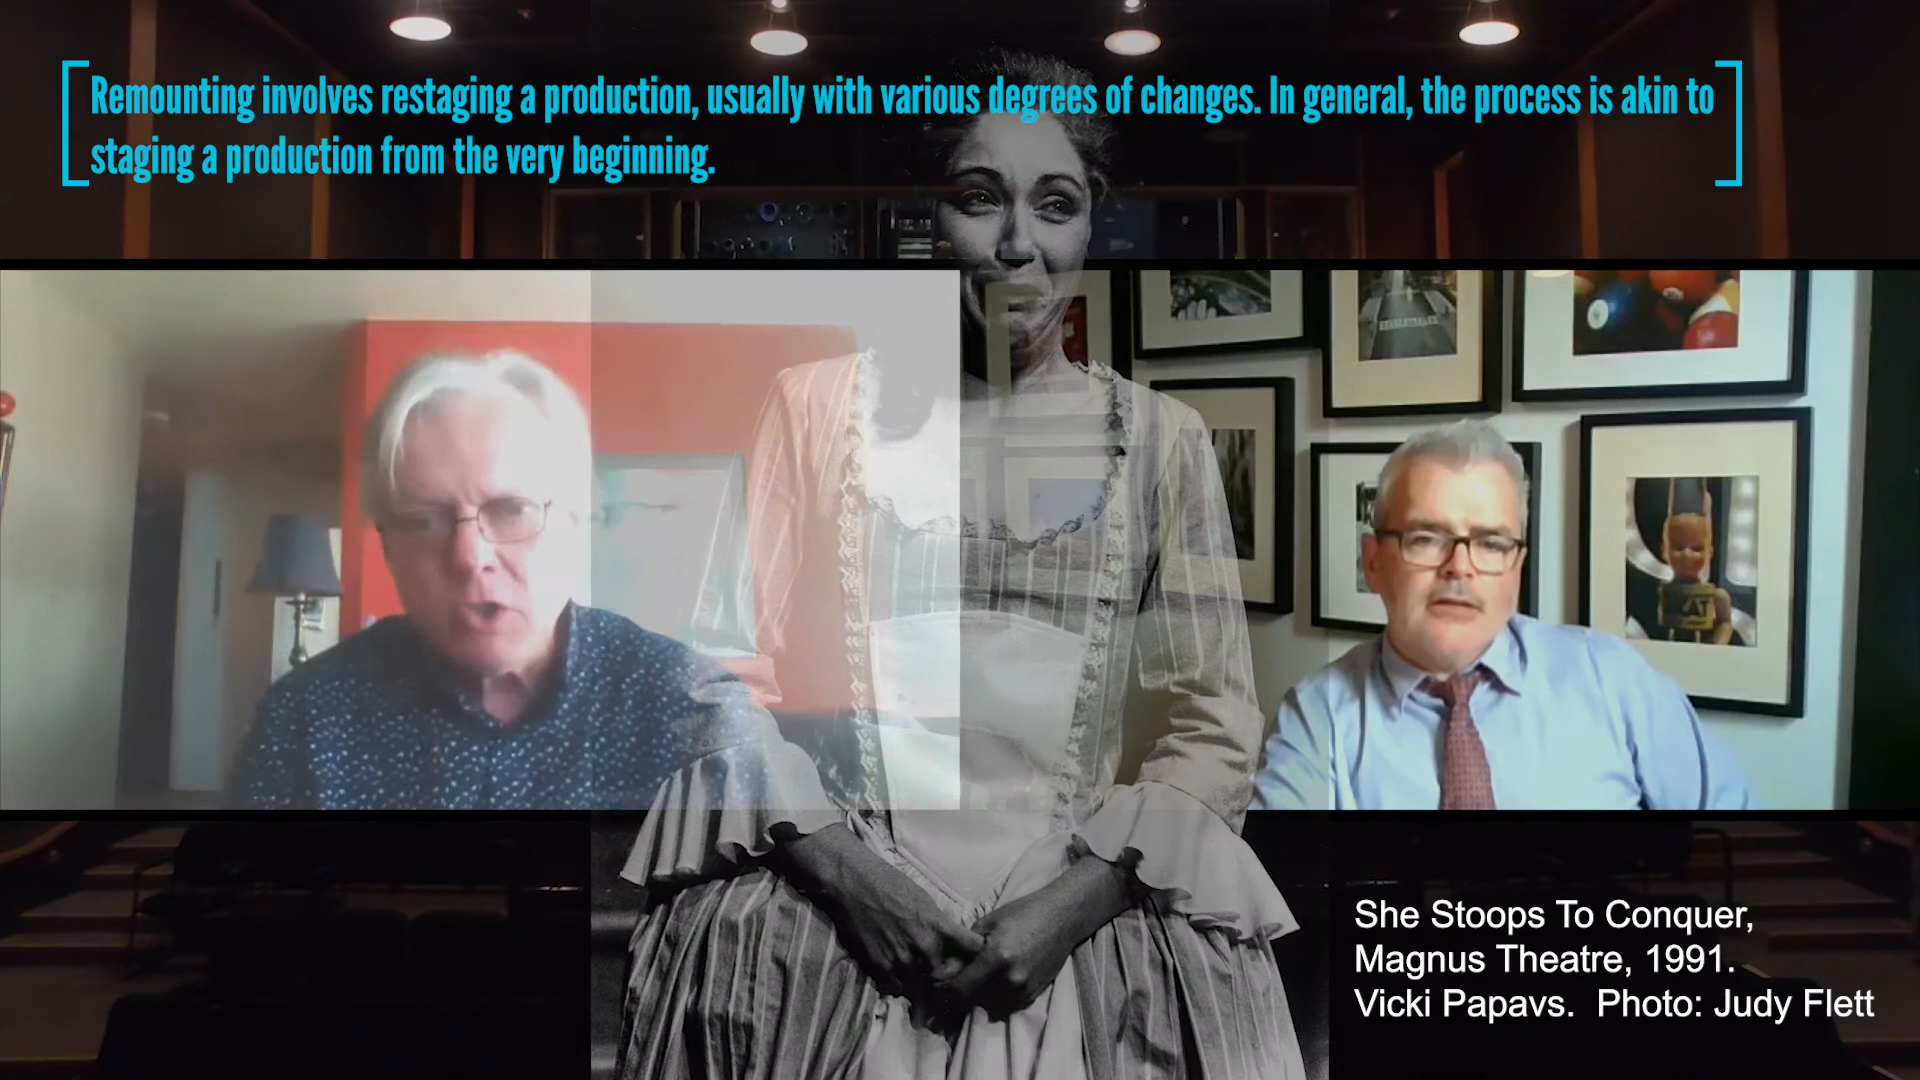 Remounting involves restaging a production, usually with various degrees of changes. In general, the process is akin to
staging a production from the very beginning.
She Stoops To Conquer,
Magnus Theatre, 1991.
Vicki Papavs.  Photo: Judy Flett